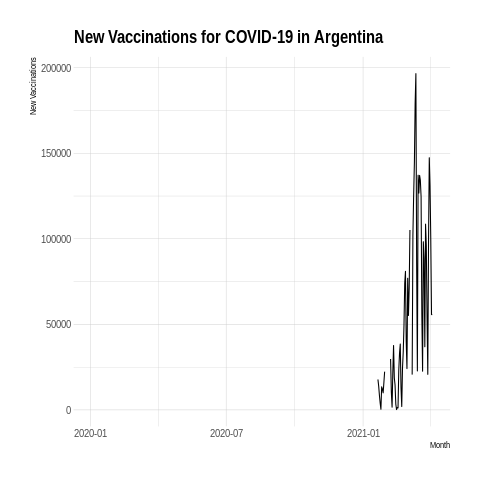 New Vaccinations for COVID-19 in Argentina
New Vaccinations
200000
150000
100000
50000
0
2020-01
2020-07
2021-01
Month